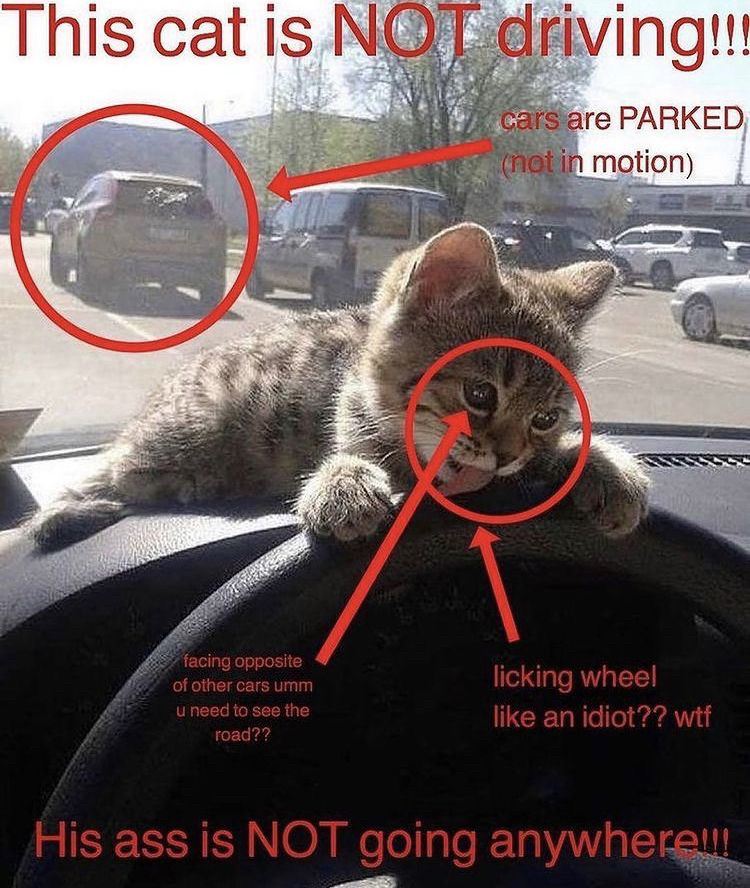 This cat is NOT driving!!!
cars are PARKED
(not in motion)
facing opposite
of other cars umm
u need to see the
road??
licking wheel
like an idiot?? wtf
His ass is NOT going anywhere!!!